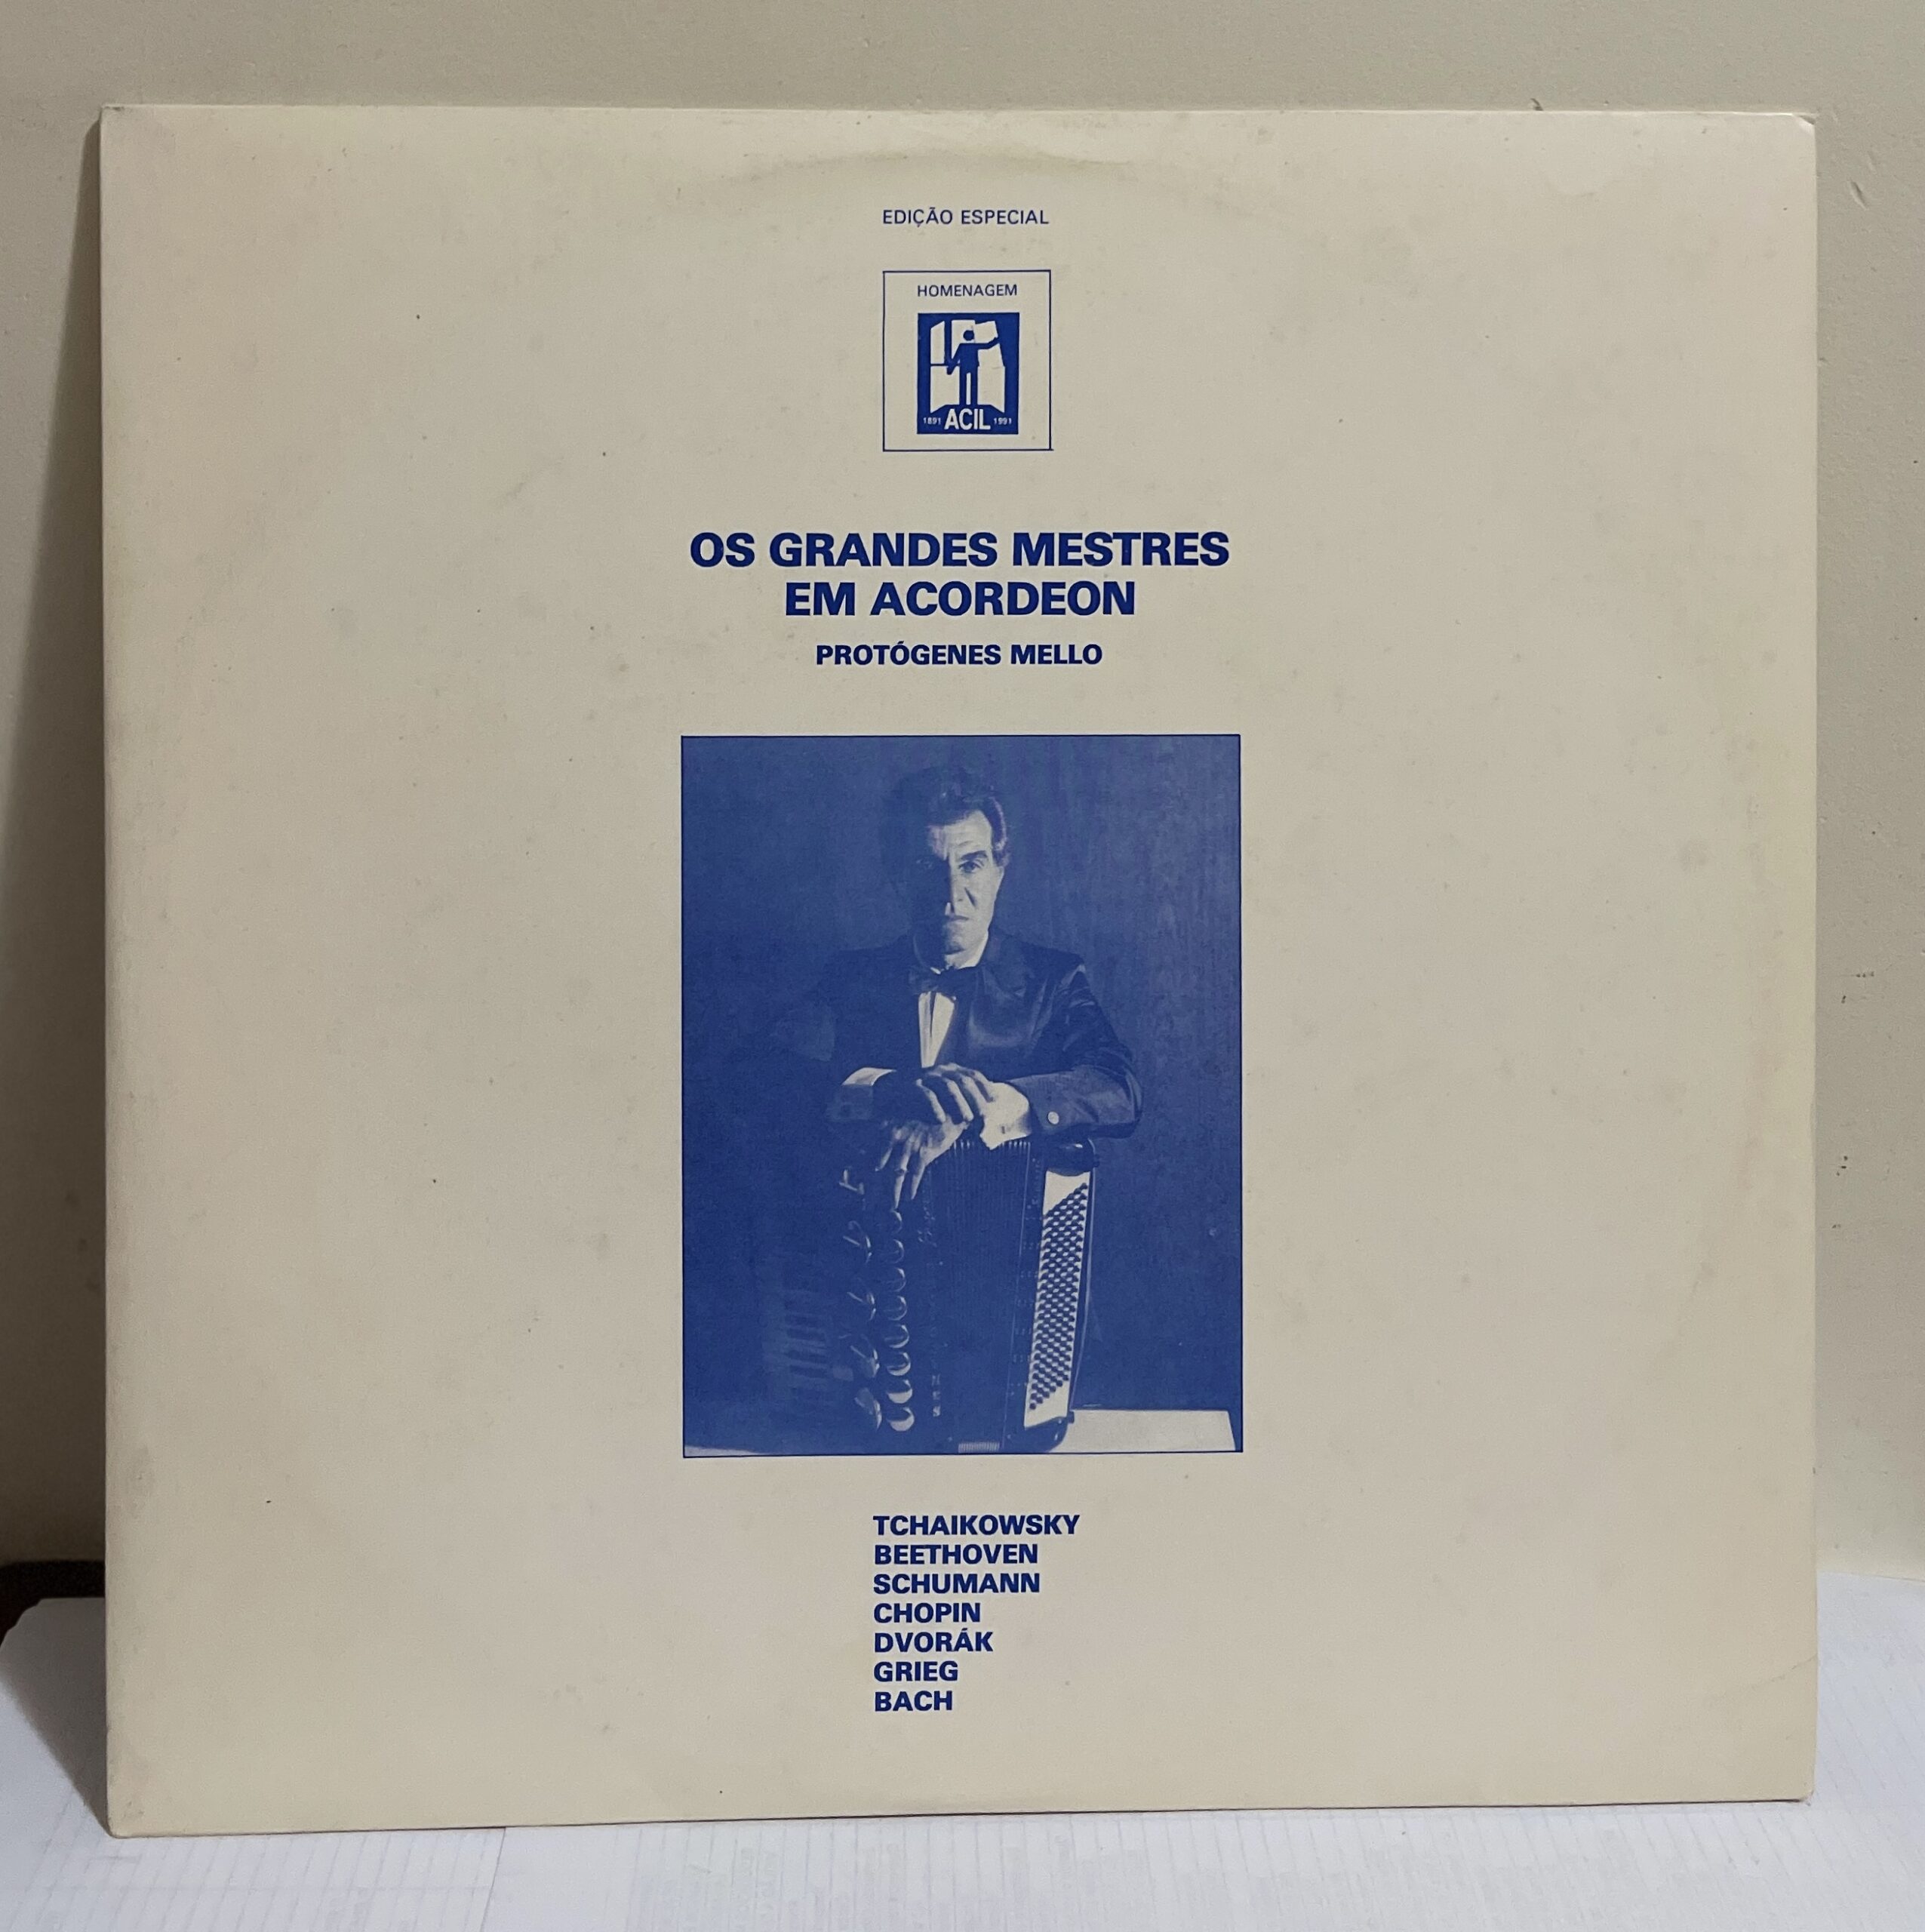 EDIÇÃO ESPECIAL
HOMENAGEM
1891 ACIL 1991
OS GRANDES MESTRES
EM ACORDEON
PROTÓGENES MELLO
TCHAIKOWSKY
BEETHOVEN
SCHUMANN
CHOPIN
DVORÁK
GRIEG
BACH